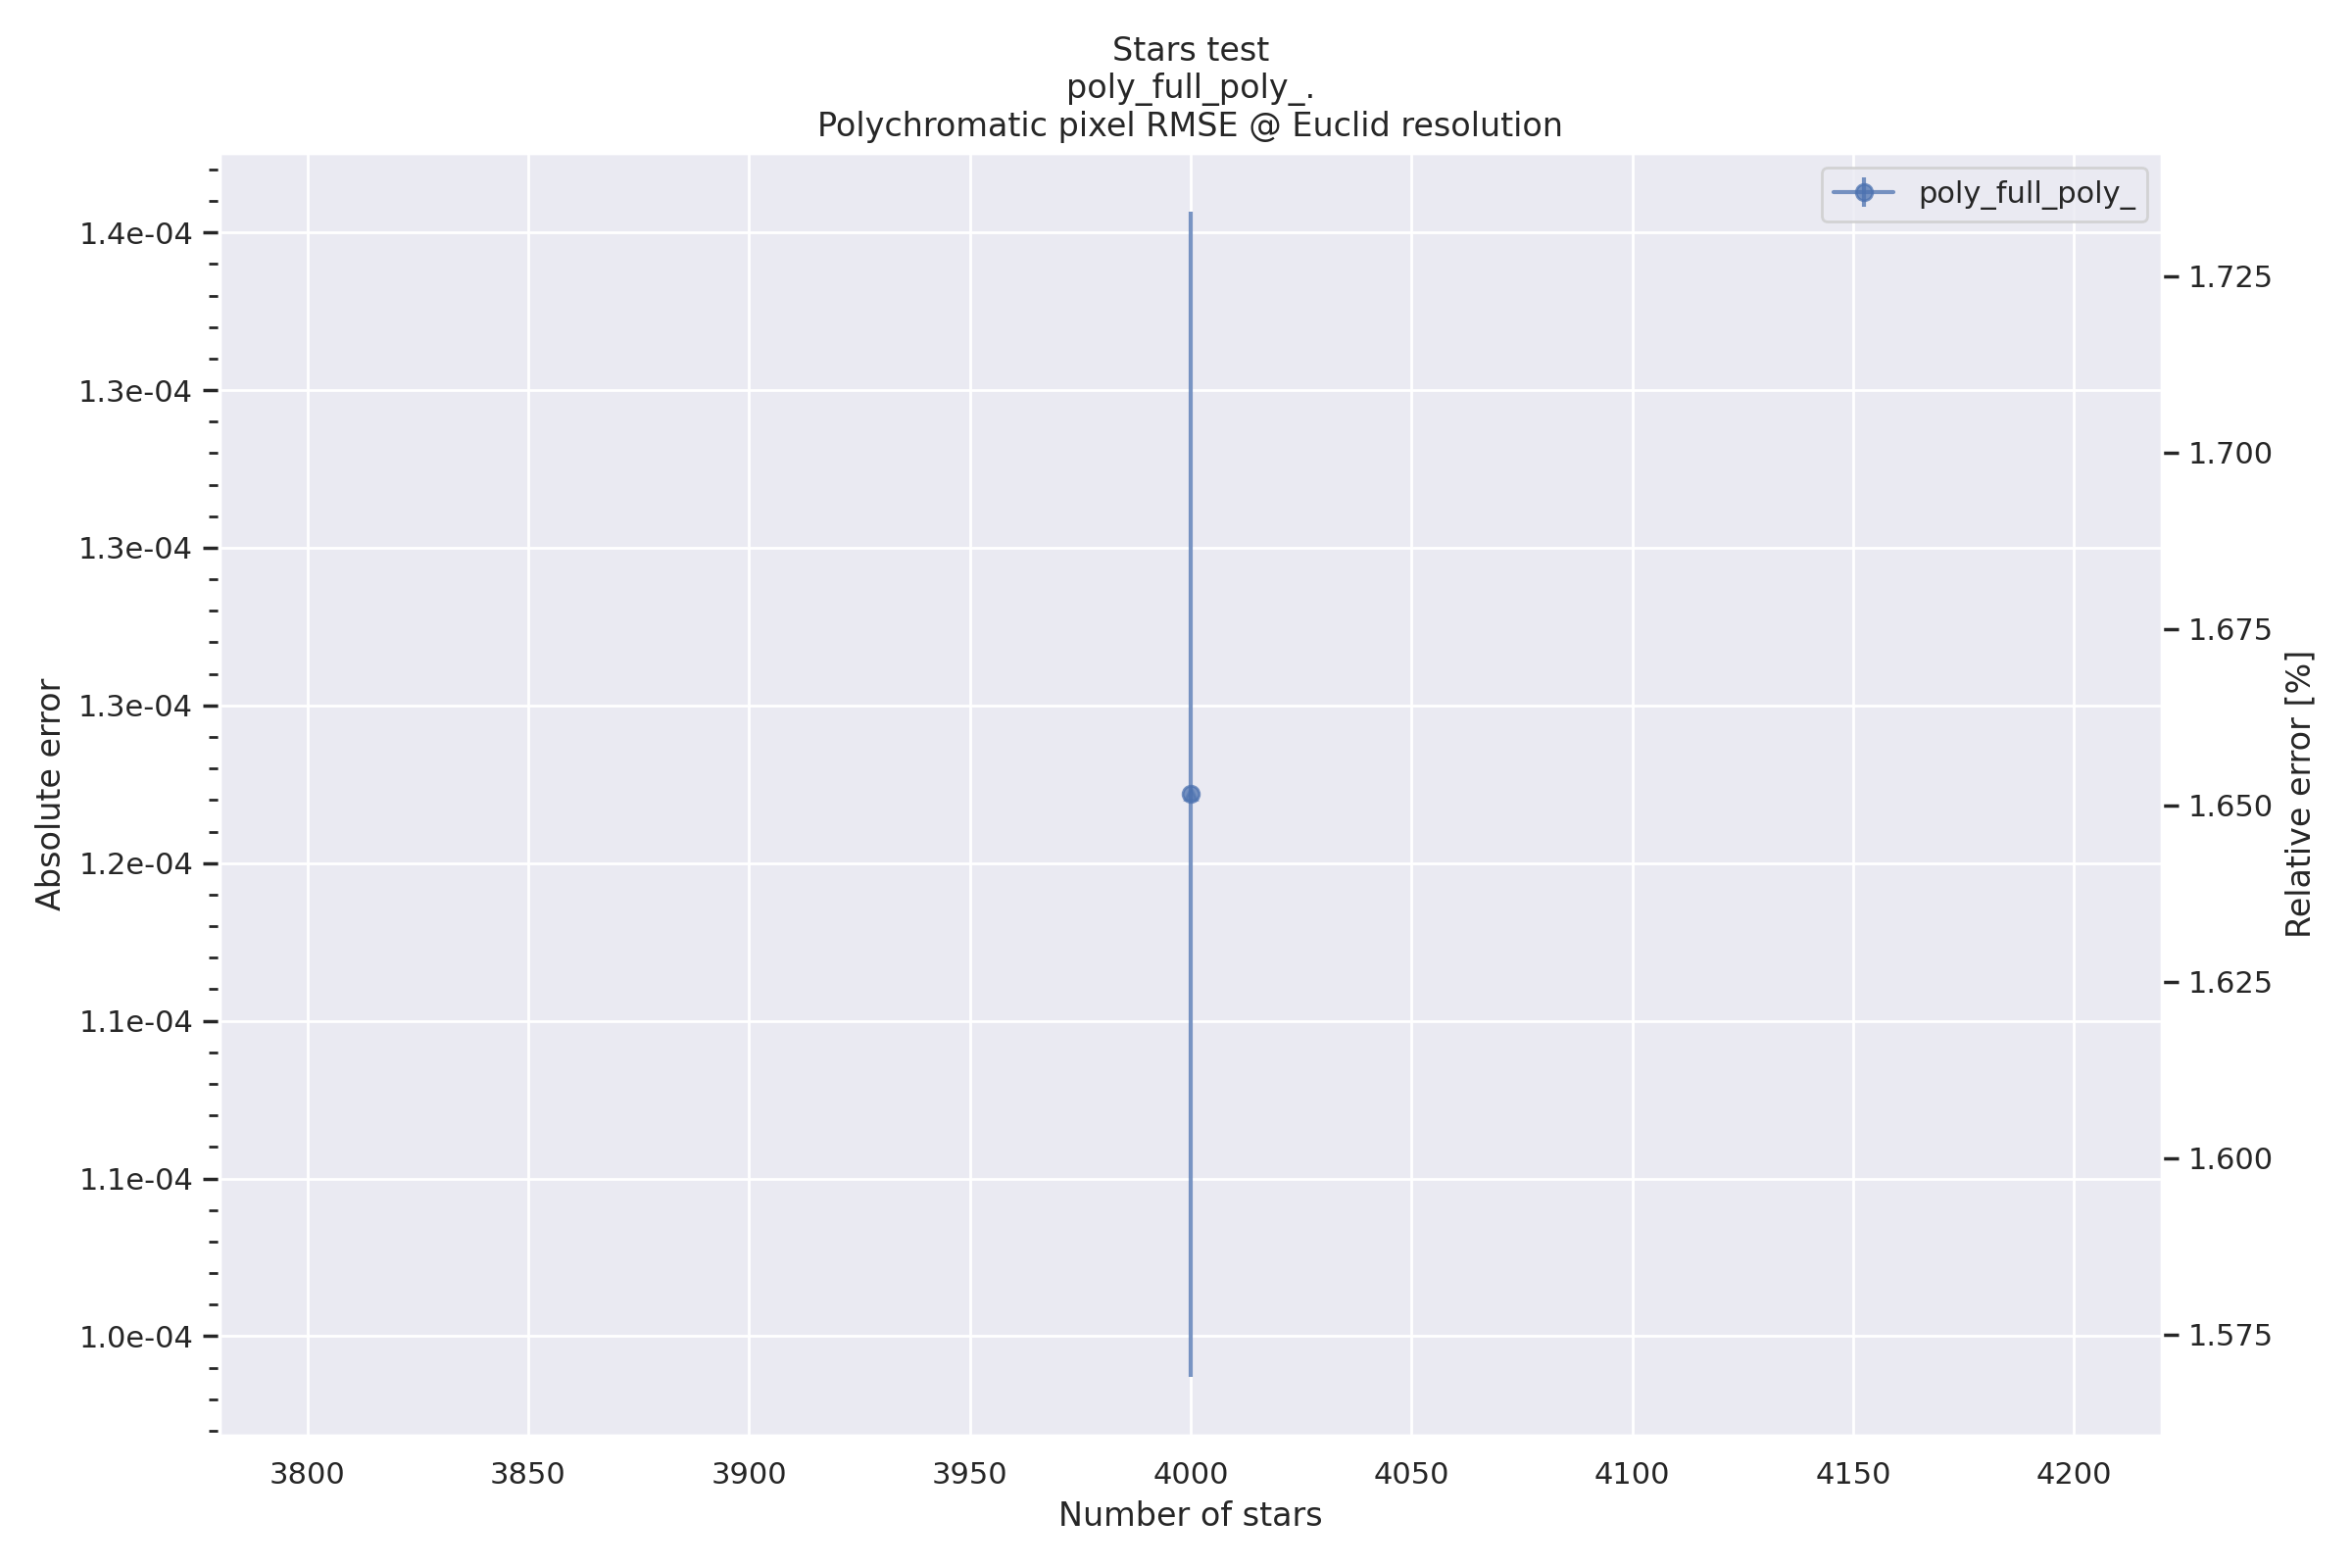 Stars test
poly_full_poly_.
Polychromatic pixel RMSE @ Euclid resolution
poly_full_poly_
Absolute error
1.4e-04
1.3e-04
1.3e-04
1.3e-04
1.2e-04
1.1e-04
1.1e-04
1.0e-04
1.725
1.700
1.675
1.650
1.625
1.600
1.575
Relative error [%]
3800 3850 3900 3950 4000 4050 4100 4150 4200
Number of stars